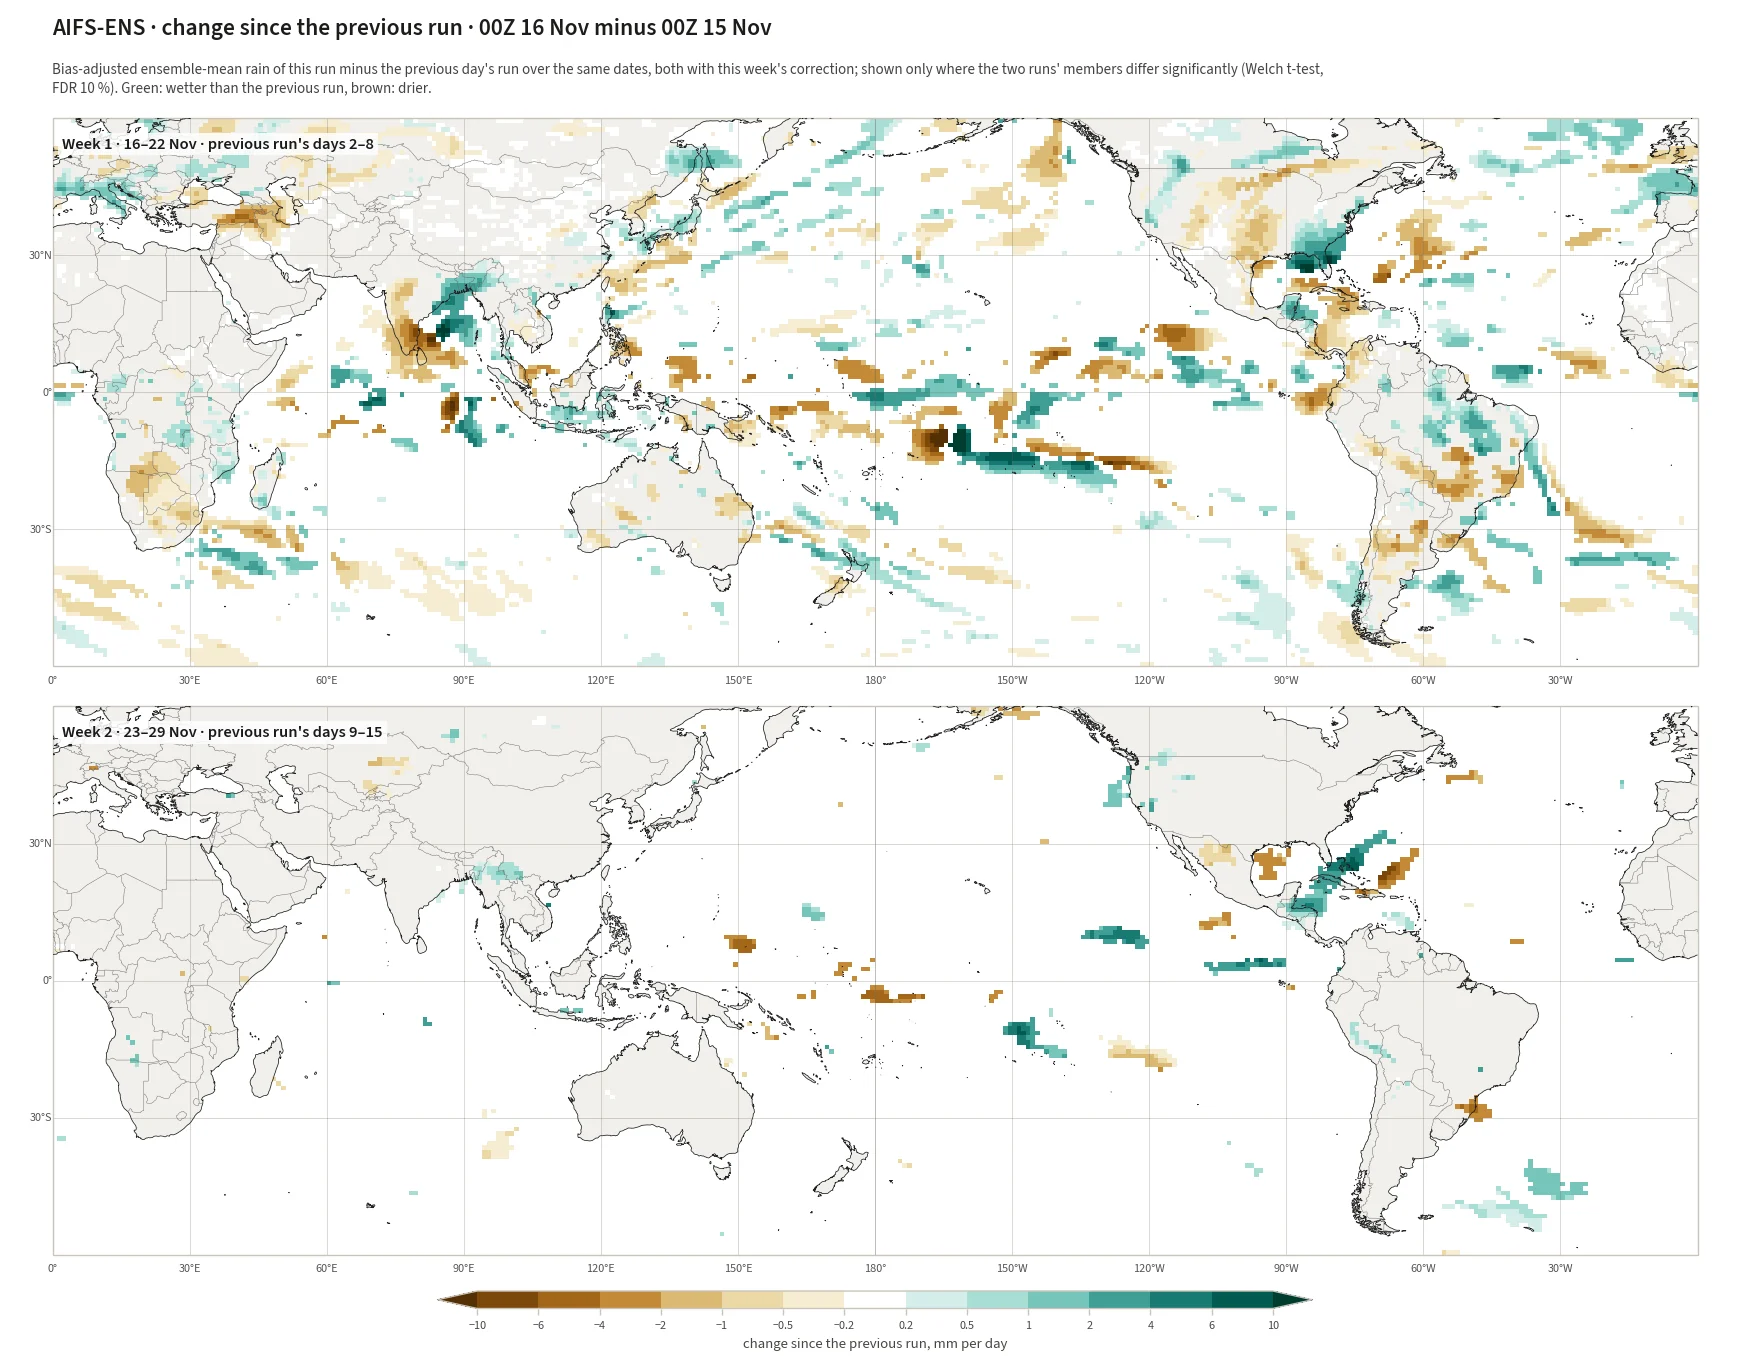 AIFS-ENS · change since the previous run · 00Z 16 Nov minus 00Z 15 Nov
Bias-adjusted ensemble-mean rain of this run minus the previous day's run over the same dates, both with this week's correction; shown only where the two runs' members differ significantly (Welch t-test,
FDR 10 %). Green: wetter than the previous run, brown: drier.
Week 1 · 16–22 Nov · previous run's days 2–8
30°N
0°
30°S
0° 30°E 60°E 90°E 120°E 150°E 180° 150°W 120°W 90°W 60°W 30°W
Week 2 · 23–29 Nov · previous run's days 9–15
30°N
0°
30°S
0° 30°E 60°E 90°E 120°E 150°E 180° 150°W 120°W 90°W 60°W 30°W
−10 −6 −4 −2 −1 −0.5 −0.2 0.2 0.5 1 2 4 6 10
change since the previous run, mm per day